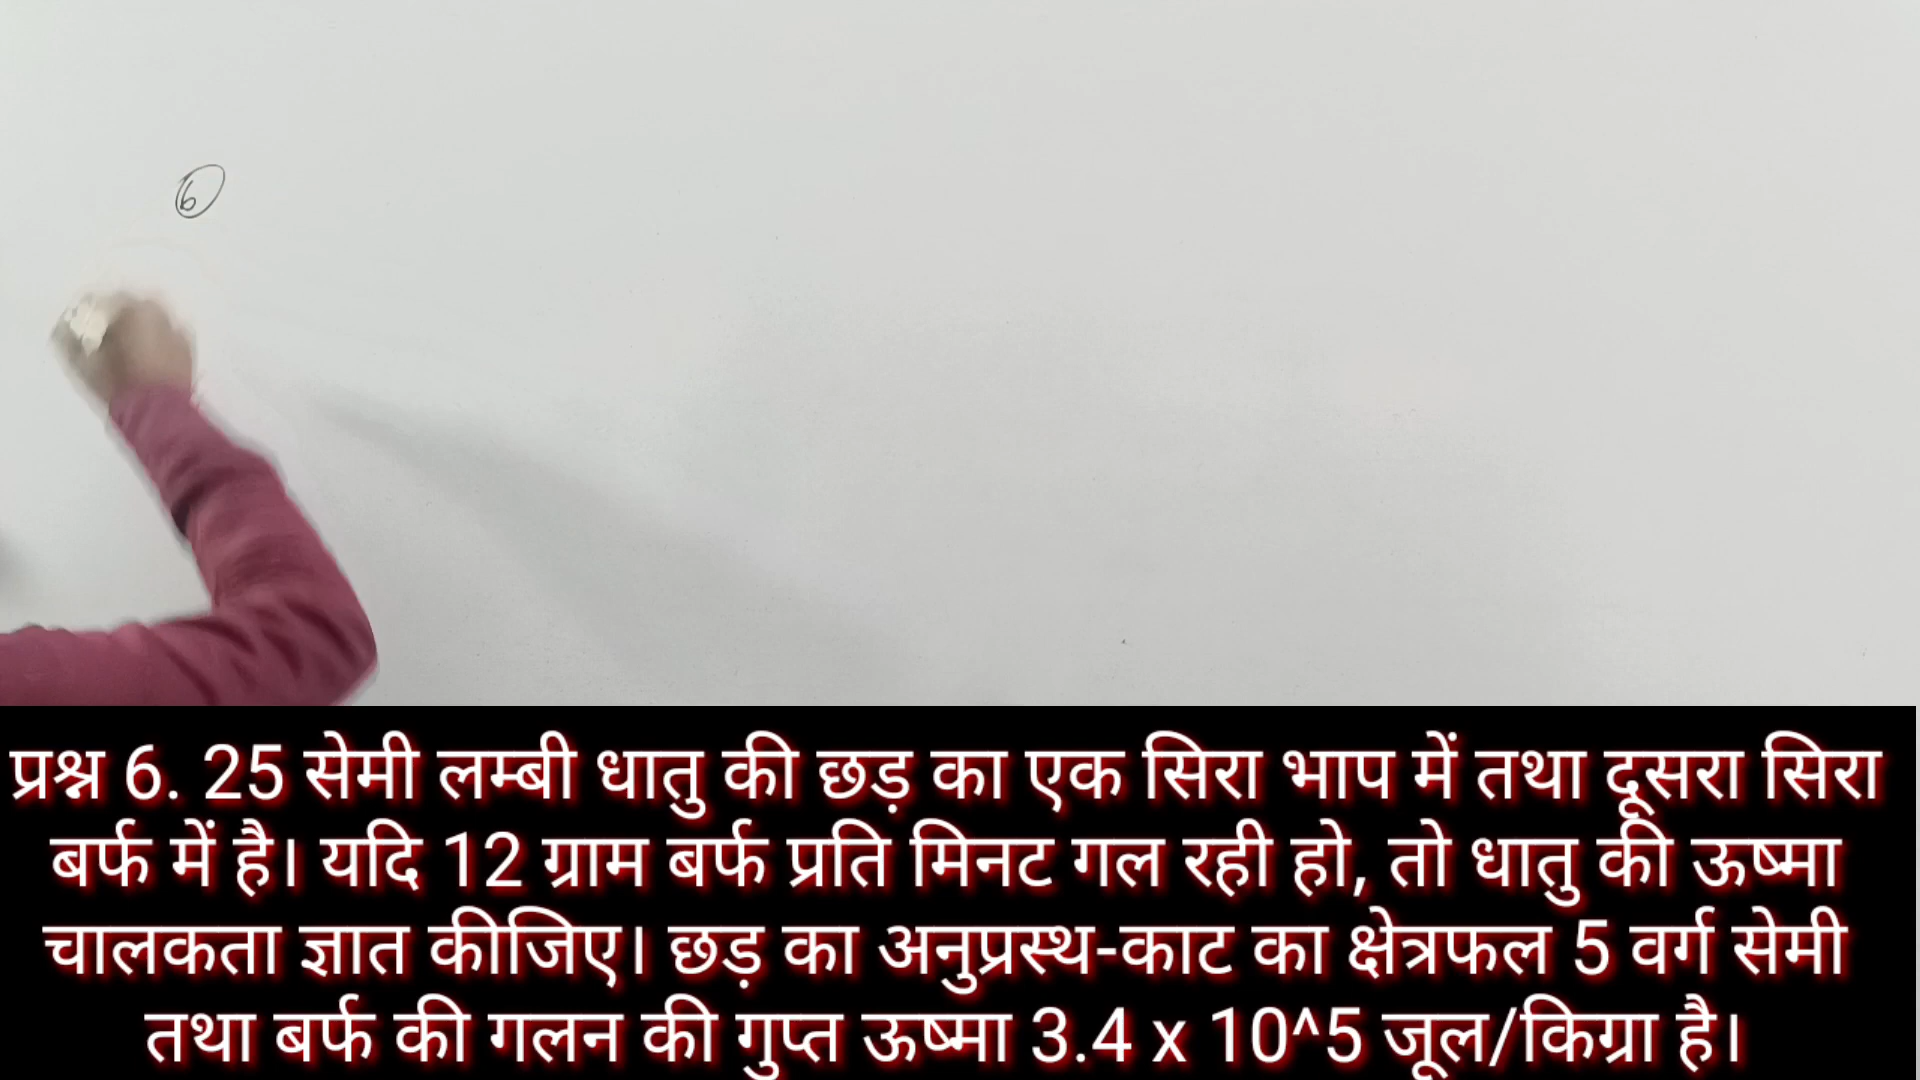 6
प्रश्न 6. 25 सेमी लम्बी धातु की छड़ का एक सिरा भाप में तथा दूसरा सिरा
बर्फ में है। यदि 12 ग्राम बर्फ प्रति मिनट गल रही हो, तो धातु की ऊष्मा
चालकता ज्ञात कीजिए। छड़ का अनुप्रस्थ-काट का क्षेत्रफल 5 वर्ग सेमी
तथा बर्फ की गलन की गुप्त ऊष्मा 3.4 x 10^5 जूल/किग्रा है।